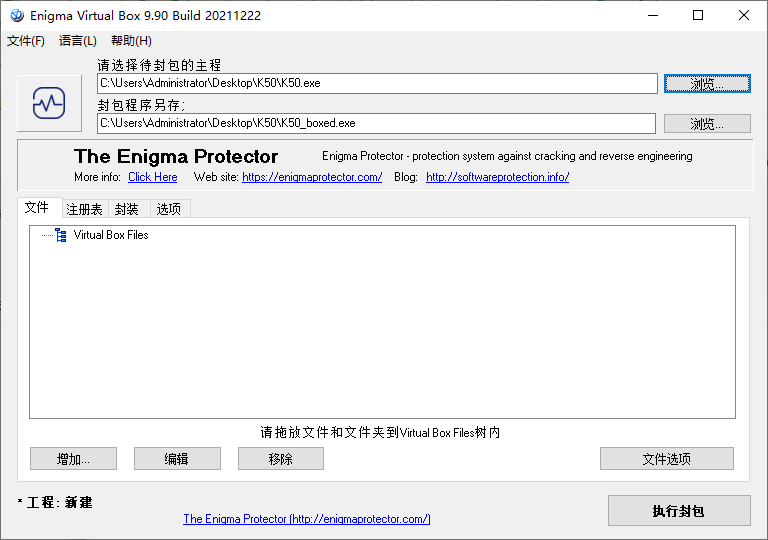 Enigma Virtual Box 9.90 Build 20211222
文件(F) 语言(L) 帮助(H)
请选择待封包的主程
C:\Users\Administrator\Desktop\K50\K50.exe 浏览...
封包程序另存;
C:\Users\Administrator\Desktop\K50\K50_boxed.exe 浏览...
The Enigma Protector Enigma Protector - protection system against cracking and reverse engineering
More info: Click Here Web site: https://enigmaprotector.com/ Blog: http://softwareprotection.info/
文件 注册表 封装 选项
Virtual Box Files
请拖放文件和文件夹到Virtual Box Files树内
增加... 编辑 移除 文件选项
* 工程: 新建
The Enigma Protector (http://enigmaprotector.com/) 执行封包